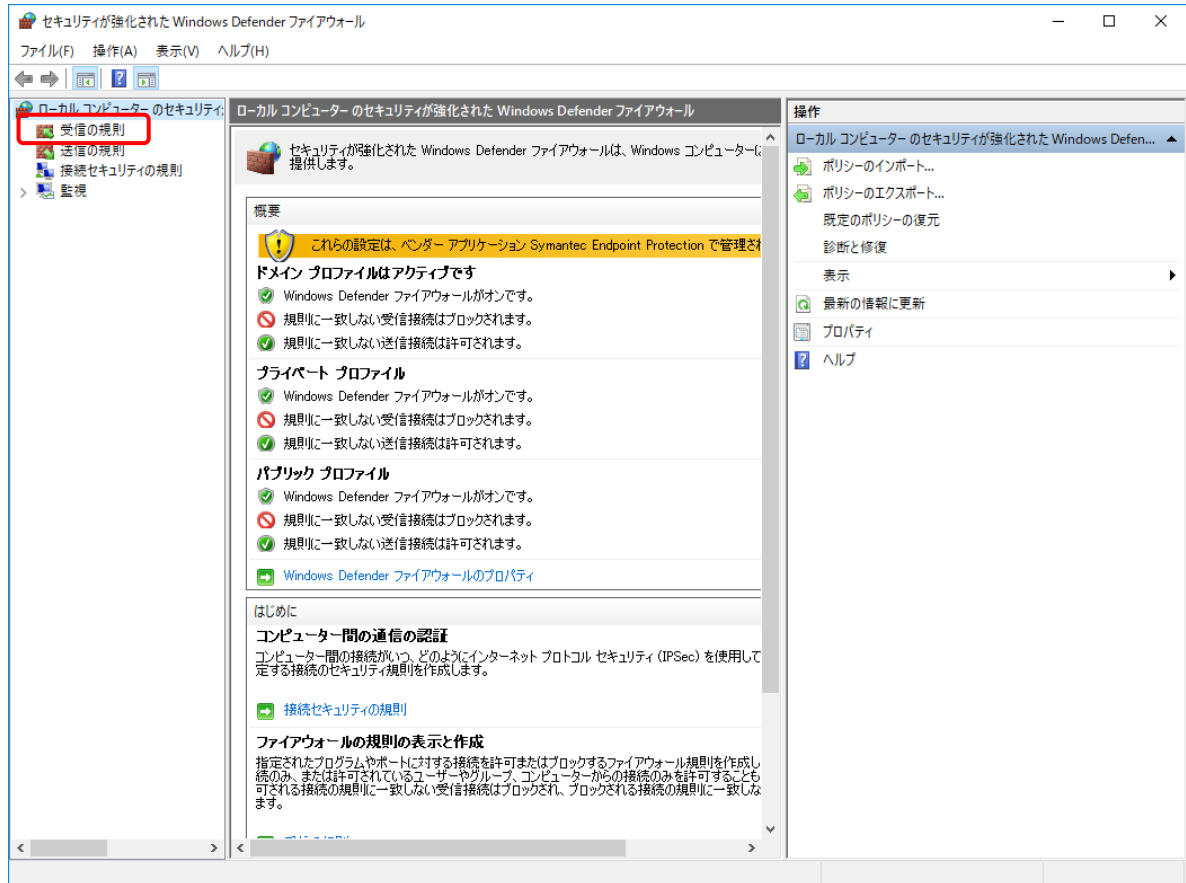 セキュリティが強化された Windows Defender ファイアウォール
ファイル(F) 操作(A) 表示(V) ヘルプ(H)
ローカル コンピューター のセキュリティ
受信の規則
送信の規則
接続セキュリティの規則
監視
ローカル コンピューター のセキュリティが強化された Windows Defender ファイアウォール
セキュリティが強化された Windows Defender ファイアウォールは、Windows コンピューター
提供します。
概要
これらの設定は、ベンダー アプリケーション Symantec Endpoint Protection で管理さ
ドメイン プロファイルはアクティブです
Windows Defender ファイアウォールがオンです。
規則に一致しない受信接続はブロックされます。
規則に一致しない送信接続は許可されます。
プライベート プロファイル
Windows Defender ファイアウォールがオンです。
規則に一致しない受信接続はブロックされます。
規則に一致しない送信接続は許可されます。
パブリック プロファイル
Windows Defender ファイアウォールがオンです。
規則に一致しない受信接続はブロックされます。
規則に一致しない送信接続は許可されます。
Windows Defender ファイアウォールのプロパティ
はじめに
コンピューター間の通信の認証
コンピューター間の接続がいつ、どのようにインターネット プロトコル セキュリティ (IPSec) を使用して
定する接続のセキュリティ規則を作成します。
接続セキュリティの規則
ファイアウォールの規則の表示と作成
指定されたプログラムやポートに対する接続を許可またはブロックするファイアウォール規則を作成し
続のみ、または許可されているユーザーやグループ、コンピューターからの接続のみを許可することも
可される接続の規則に一致しない受信接続はブロックされ、ブロックされる接続の規則に一致しな
ます。
操作
ローカル コンピューター のセキュリティが強化された Windows Defen...
ポリシーのインポート...
ポリシーのエクスポート...
既定のポリシーの復元
診断と修復
表示
最新の情報に更新
プロパティ
ヘルプ